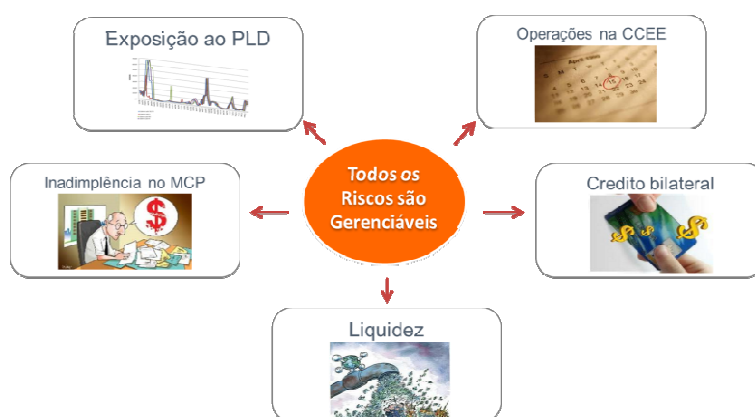 Exposição ao PLD
Operações na CCEE
Inadimplência no MCP
Todos os
Riscos são
Gerenciáveis
Credito bilateral
Liquidez